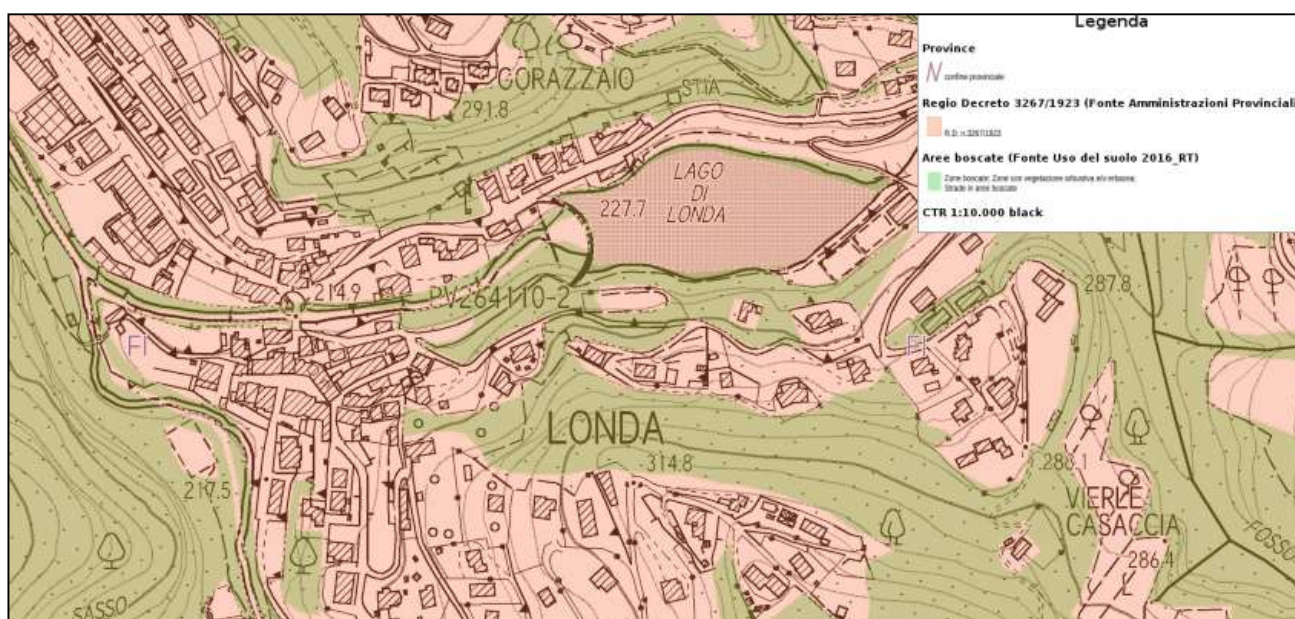 Legenda
Province
confine provinciale
Regio Decreto 3267/1923 (Fonte Amministrazioni Provinciali
R.D. n.3267/1923
Aree boscate (Fonte Uso del suolo 2016_RT)
Zone boscate; Zone con vegetazione arbustiva e/o erbacea;
Strade in aree boscate
CTR 1:10.000 black
CORAZZAIO
STIA
291.8
LAGO
DI
LONDA
227.7
214.9
PV264110-2
287.8
FI
FI
LONDA
314.8
286.1
217.5
VIERLE
CASACCIA
286.4
FOSSO
SASSO